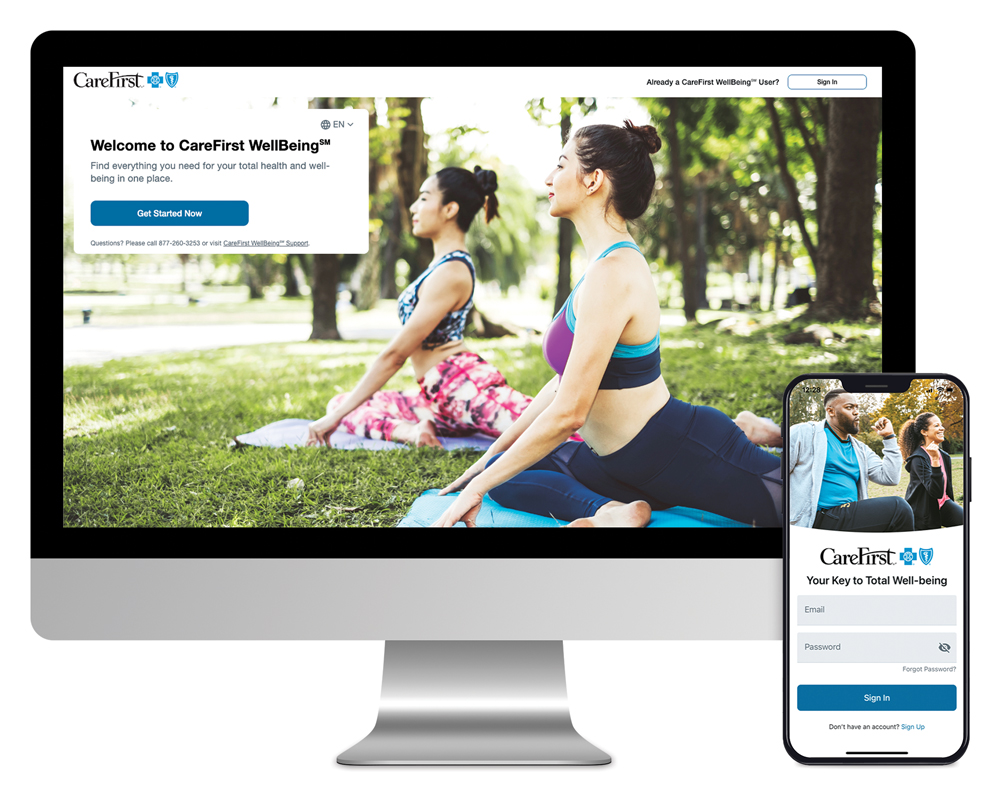 CareFirst
Already a CareFirst WellBeing℠ User?
Sign In
EN
Welcome to CareFirst WellBeing℠
Find everything you need for your total health and well-
being in one place.
Get Started Now
Questions? Please call 877-260-3253 or visit CareFirst WellBeing℠ Support.
12:28
CareFirst
Your Key to Total Well-being
Email
Password
Forgot Password?
Sign In
Don't have an account? Sign Up